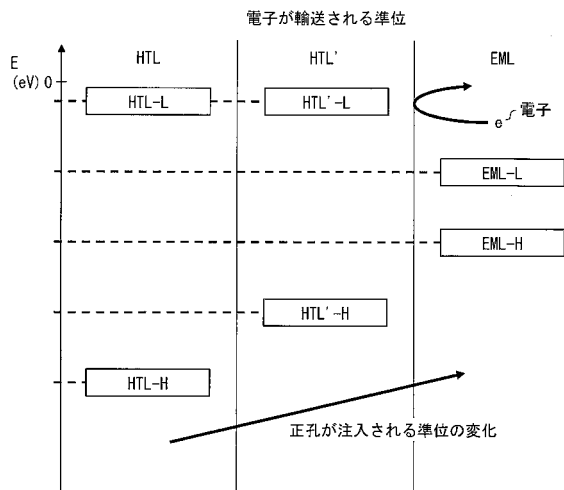 電子が輸送される準位
E
(eV)
0
HTL
HTL'
EML
HTL-L
HTL'-L
e
電子
EML-L
EML-H
HTL'-H
HTL-H
正孔が注入される準位の変化